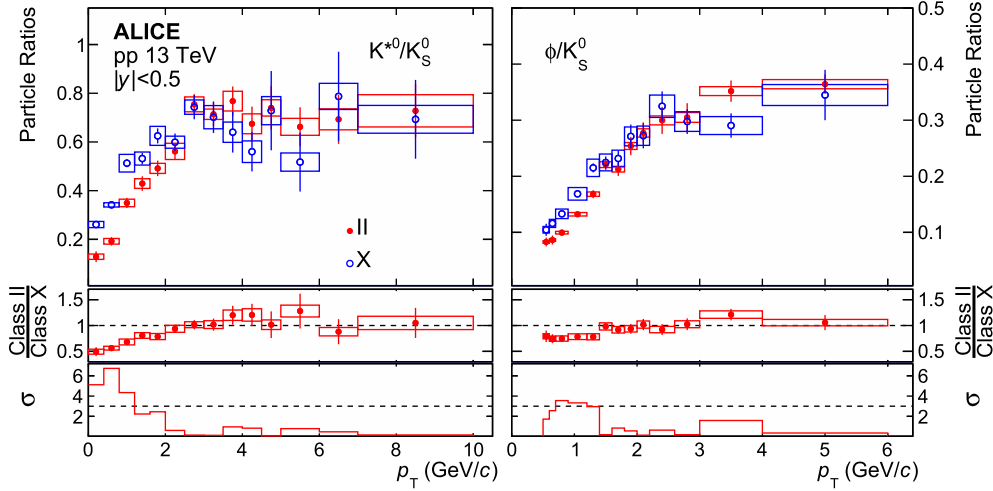 Particle Ratios
1
0.8
0.6
0.4
0.2
ALICE
pp 13 TeV
|y|<0.5
K*⁰/K⁰S
II
X
Class II
Class X
1.5
1.0
0.5
σ
6
4
2
0 2 4 6 8 10
pT (GeV/c)
ϕ/K⁰S
0.5
0.4
0.3
0.2
0.1
Particle Ratios
1.5
1
0.5
Class II
Class X
6
4
2
σ
0 1 2 3 4 5 6
pT (GeV/c)